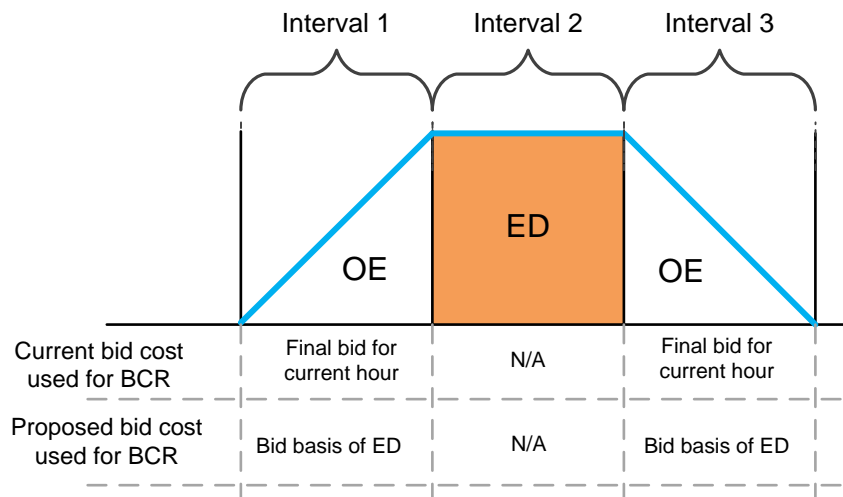 Interval 1
Interval 2
Interval 3
OE
ED
OE
Current bid cost
used for BCR
Final bid for
current hour
N/A
Final bid for
current hour
Proposed bid cost
used for BCR
Bid basis of ED
N/A
Bid basis of ED